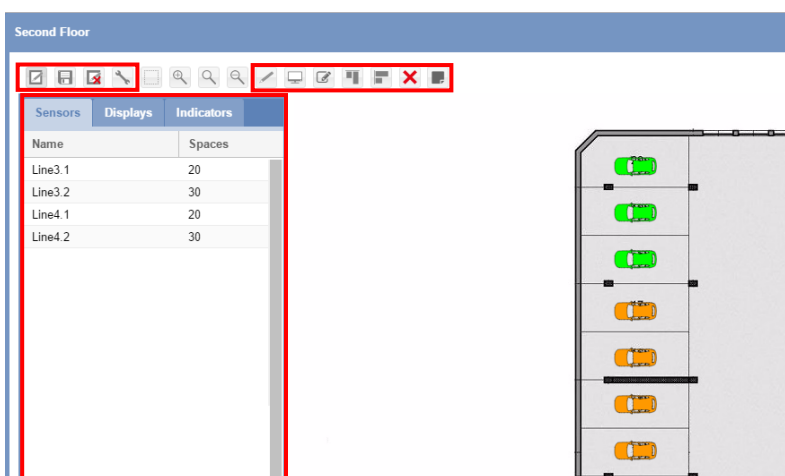 Second Floor
Sensors Displays Indicators
Name Spaces
Line3.1 20
Line3.2 30
Line4.1 20
Line4.2 30